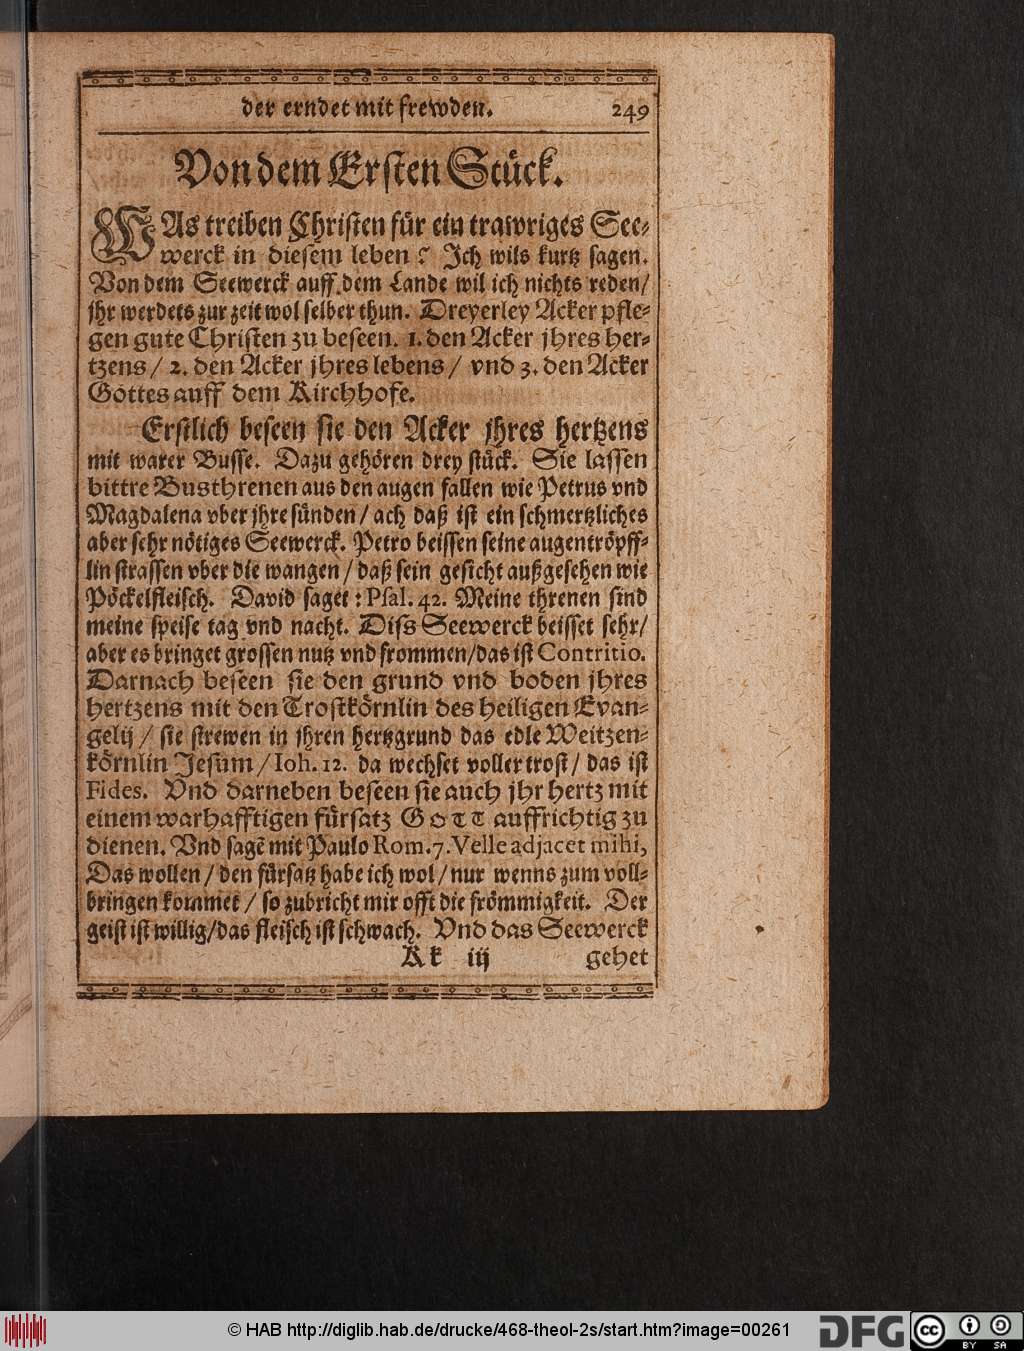 der erndet mit frewden. 249
Von dem Ersten Stück.
WAs treiben Christen für ein trawriges See-
werck in diesem leben? Ich wils kurtz sagen.
Von dem Seewerck auff dem Lande wil ich nichts reden/
jhr werdets zur zeit wol selber thun. Dreyerley Acker pfle-
gen gute Christen zu beseen. 1. den Acker jhres her-
tzens / 2. den Acker jhres lebens / vnd 3. den Acker
Gottes auff dem Kirchhofe.
Erstlich beseen sie den Acker jhres hertzens
mit warer Busse. Dazu gehören drey stück. Sie lassen
bittre Busthrenen aus den augen fallen wie Petrus vnd
Magdalena vber jhre sünden / ach daß ist ein schmertzliches
aber sehr nötiges Seewerck. Petro beissen seine augentröpff-
lin strassen vber die wangen / daß sein gesicht außgesehen wie
Pöckelfleisch. David saget : Psal. 42. Meine threnen sind
meine speise tag vnd nacht. Diss Seewerck beisset sehr/
aber es bringet grossen nutz vnd frommen/das ist Contritio.
Darnach beseen sie den grund vnd boden jhres
hertzens mit den Trostkörnlin des heiligen Evan-
gelij / sie strewen in jhren hertzgrund das edle Weitzen-
körnlin Jesum / Ioh. 12. da wechset voller trost / das ist
Fides. Vnd darneben beseen sie auch jhr hertz mit
einem warhafftigen fürsatz GOTT auffrichtig zu
dienen. Vnd sagẽ mit Paulo Rom. 7. Velle adjacet mihi,
Das wollen / den fürsatz habe ich wol / nur wenns zum voll-
bringen kommet / so zubricht mir offt die frömmigkeit. Der
geist ist willig/das fleisch ist schwach. Vnd das Seewerck
Kk iij gehet
© HAB http://diglib.hab.de/drucke/468-theol-2s/start.htm?image=00261
DFG
cc BY SA